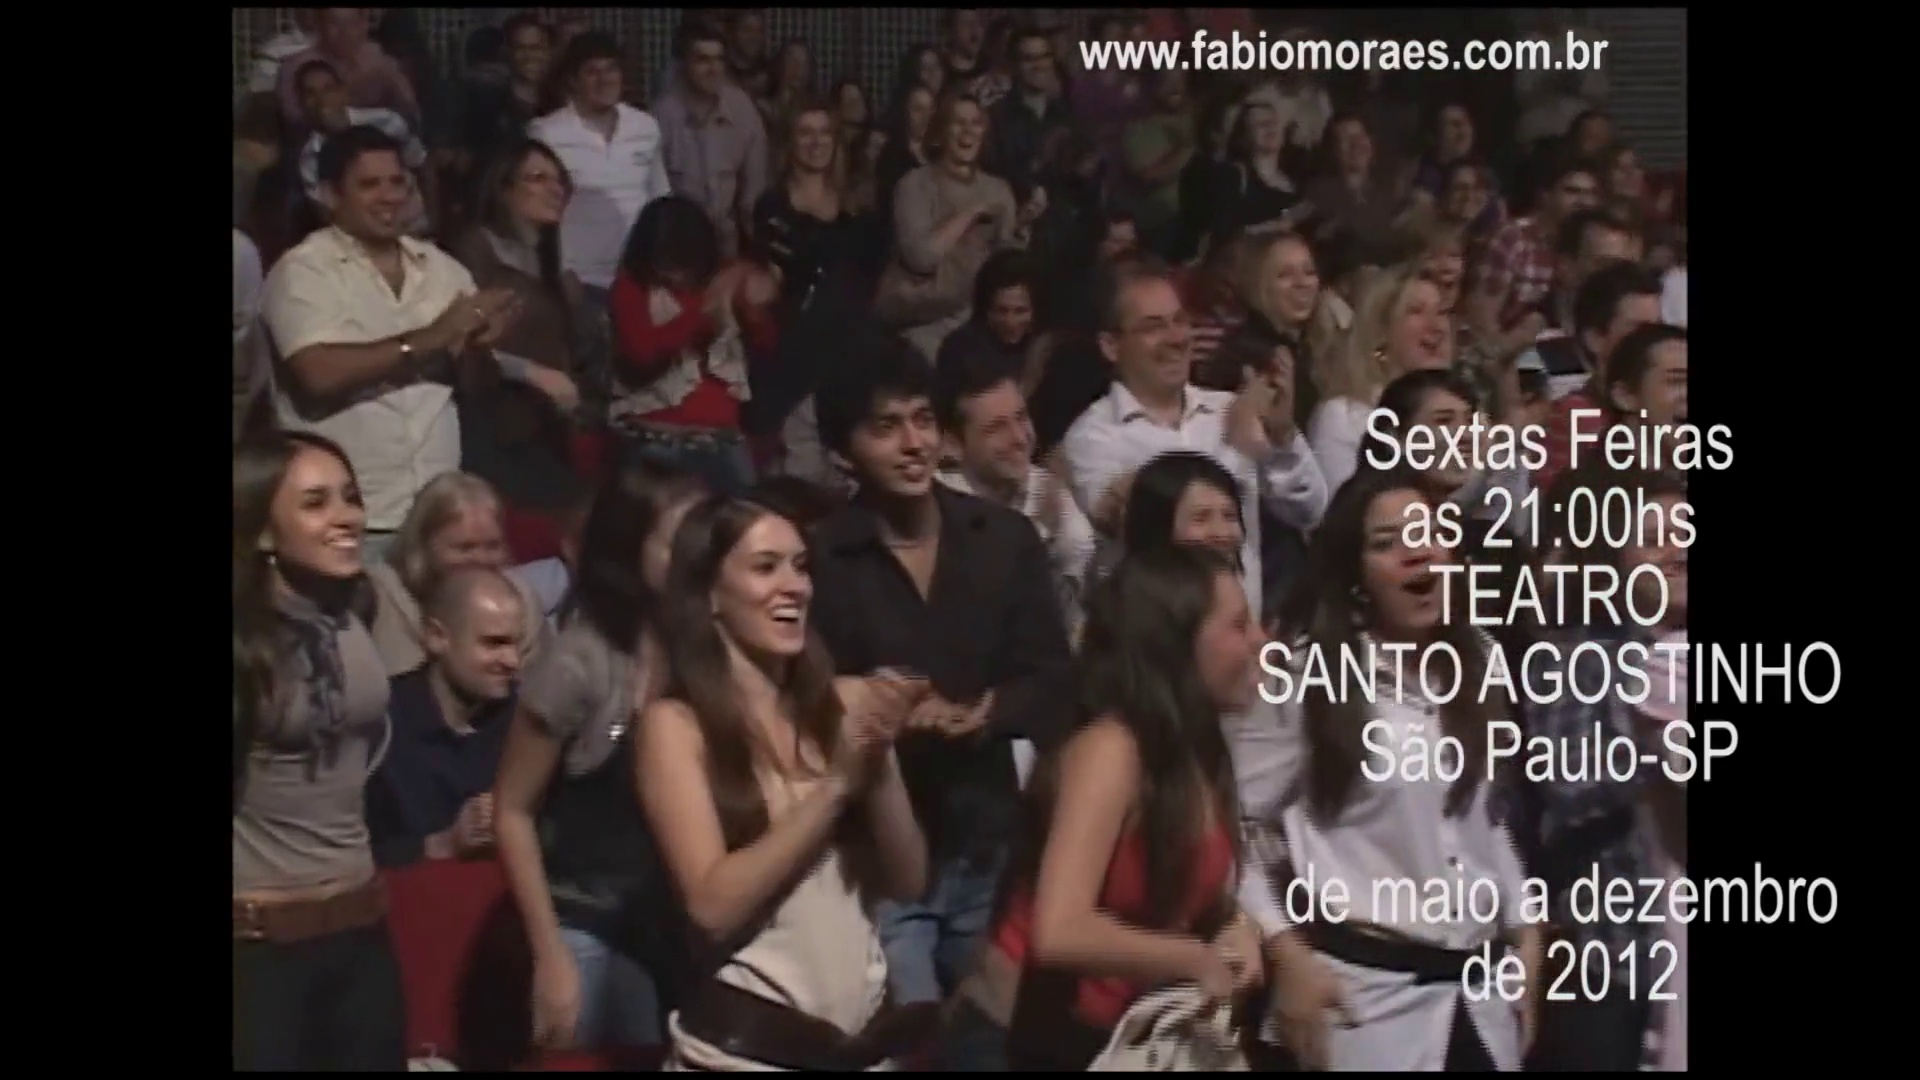 www.fabiomoraes.com.br
Sextas Feiras
as 21:00hs
TEATRO
SANTO AGOSTINHO
São Paulo-SP
de maio a dezembro
de 2012